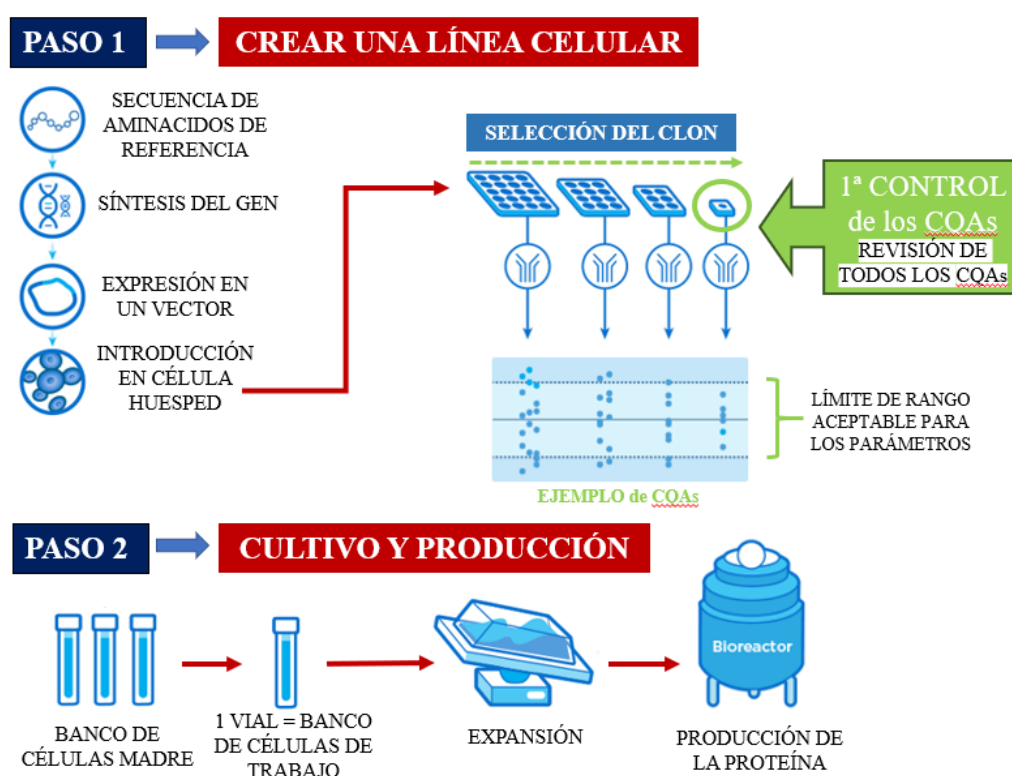 PASO 1
CREAR UNA LÍNEA CELULAR
SECUENCIA DE
AMINACIDOS DE
REFERENCIA
SÍNTESIS DEL GEN
EXPRESIÓN EN
UN VECTOR
INTRODUCCIÓN
EN CÉLULA
HUESPED
SELECCIÓN DEL CLON
1ª CONTROL
de los CQAs
REVISIÓN DE
TODOS LOS CQAs
LÍMITE DE RANGO
ACEPTABLE PARA
LOS PARÁMETROS
EJEMPLO de CQAs
PASO 2
CULTIVO Y PRODUCCIÓN
Bioreactor
BANCO DE
CÉLULAS MADRE
1 VIAL = BANCO
DE CÉLULAS DE
TRABAJO
EXPANSIÓN
PRODUCCIÓN DE
LA PROTEÍNA